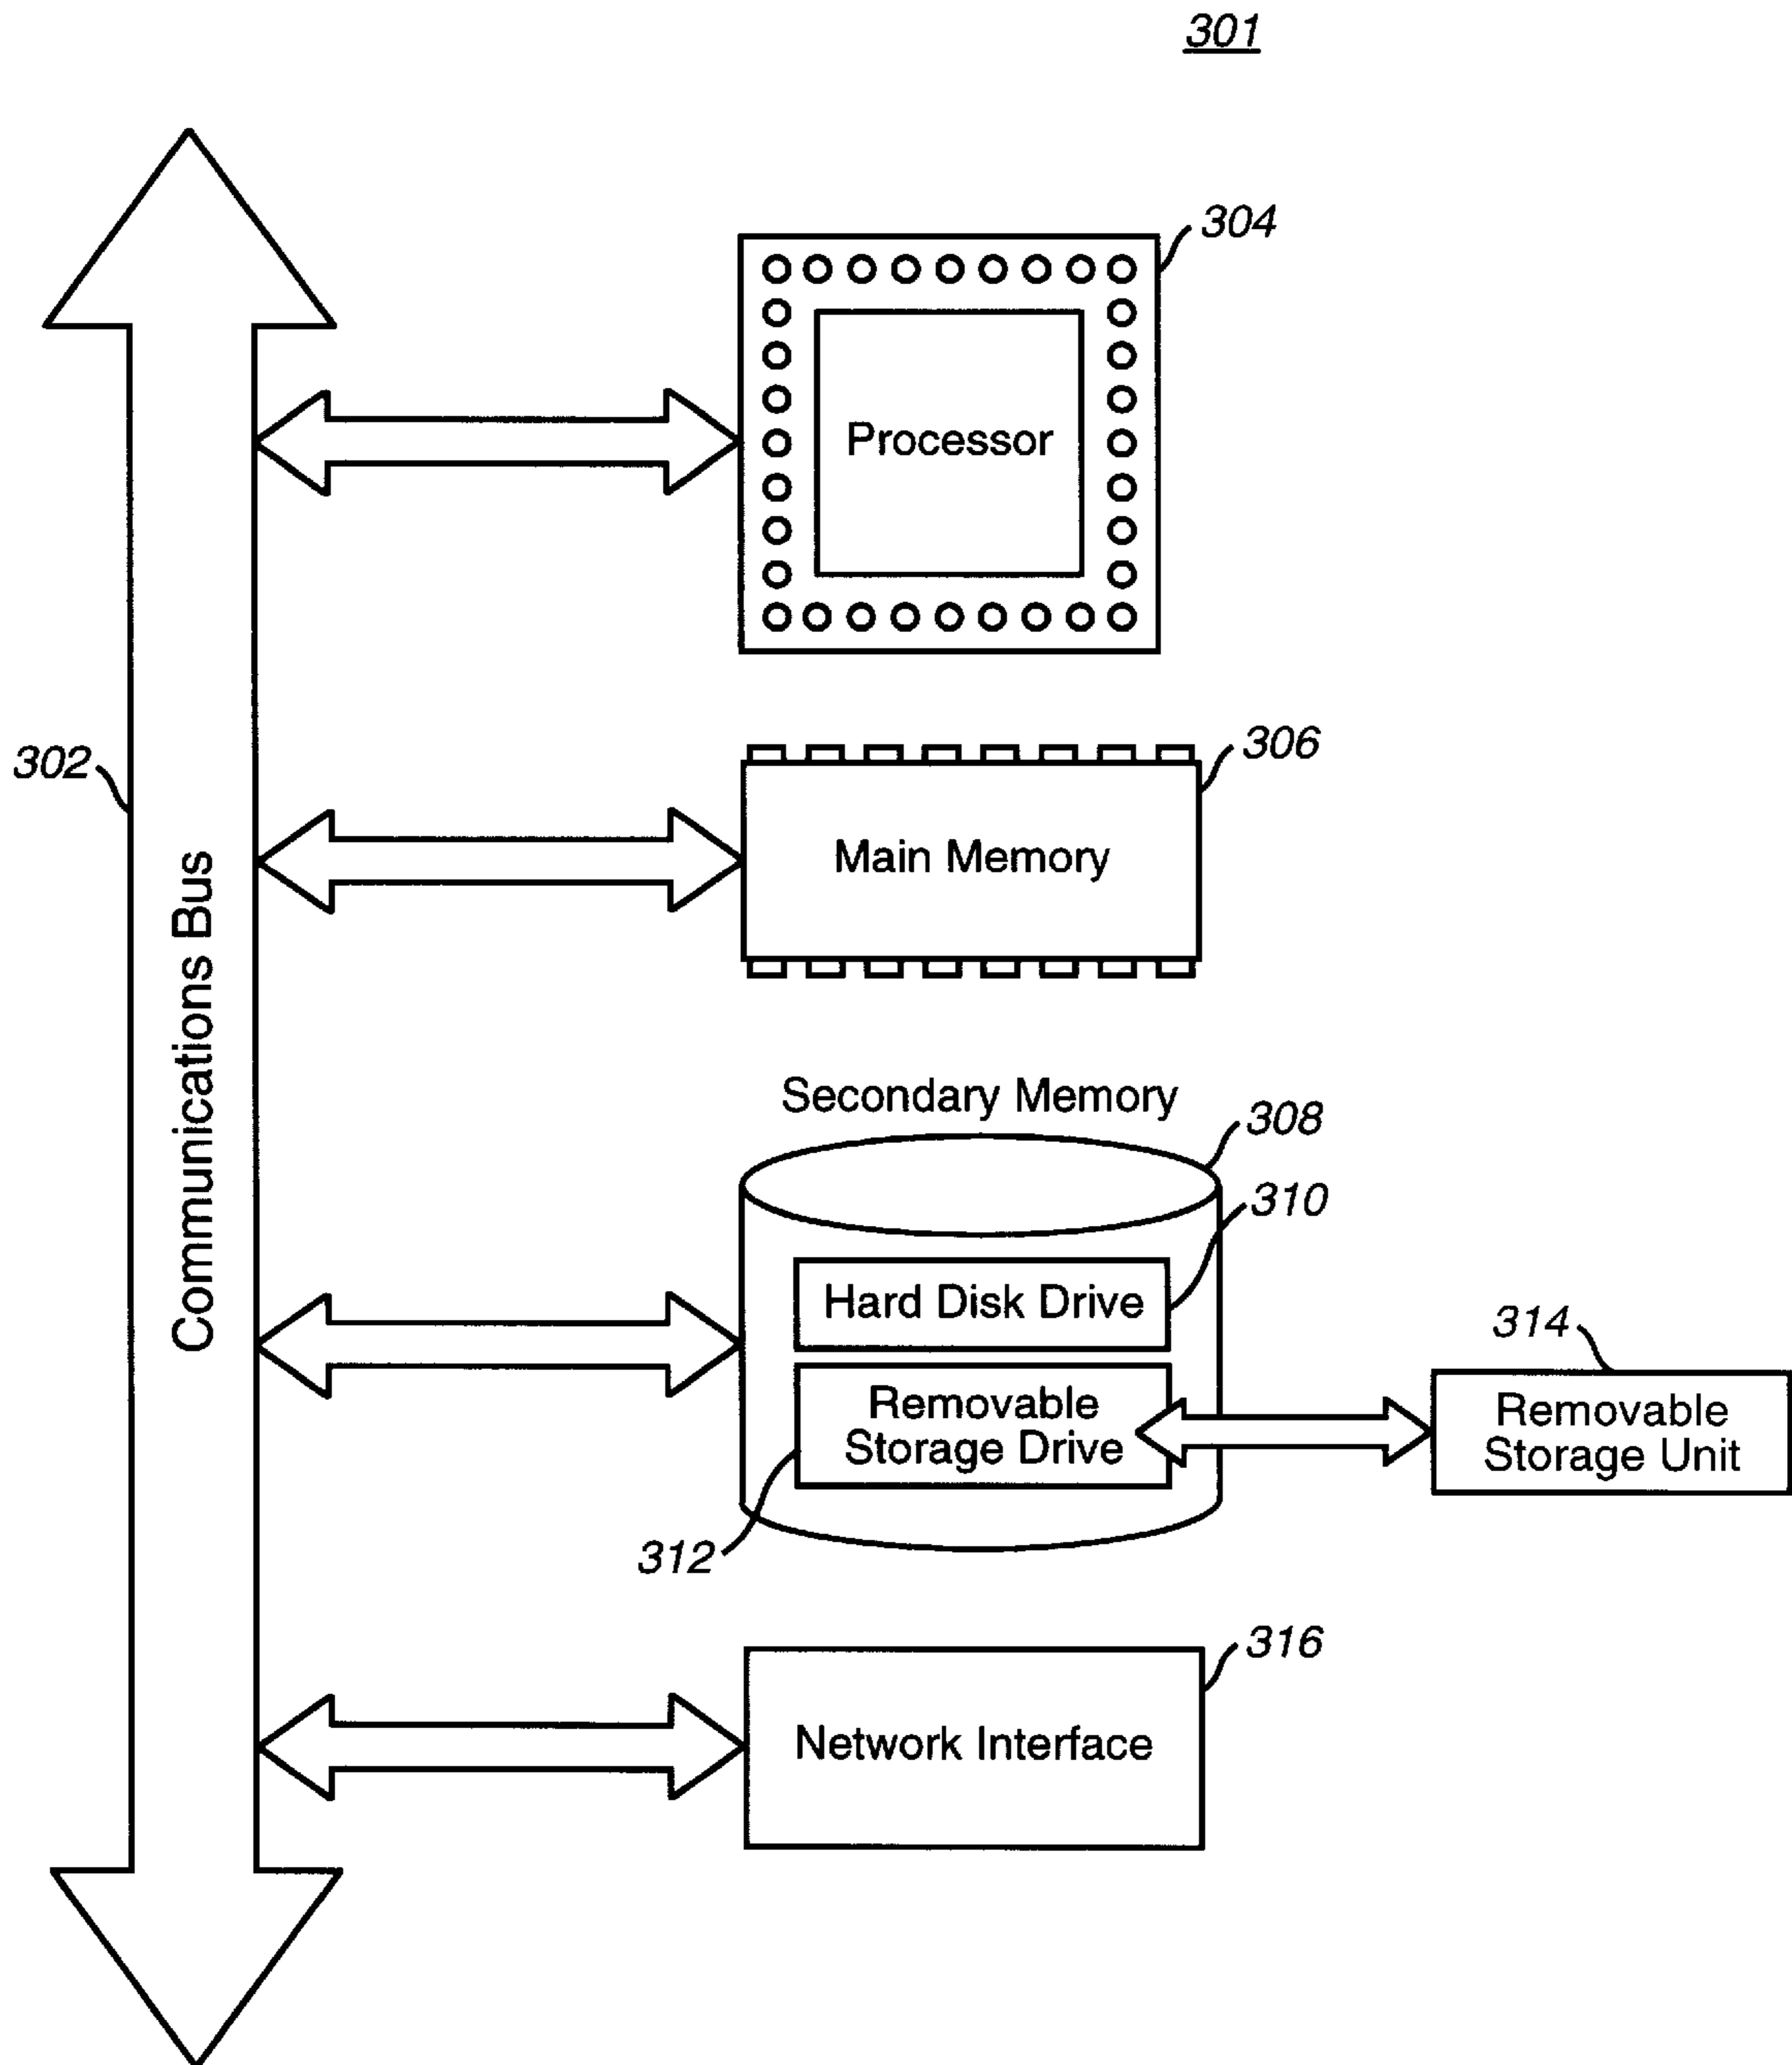 301
304
Processor
302
306
Main Memory
Communications Bus
Secondary Memory
308
310
Hard Disk Drive
314
Removable
Storage Drive
Removable
Storage Unit
312
316
Network Interface